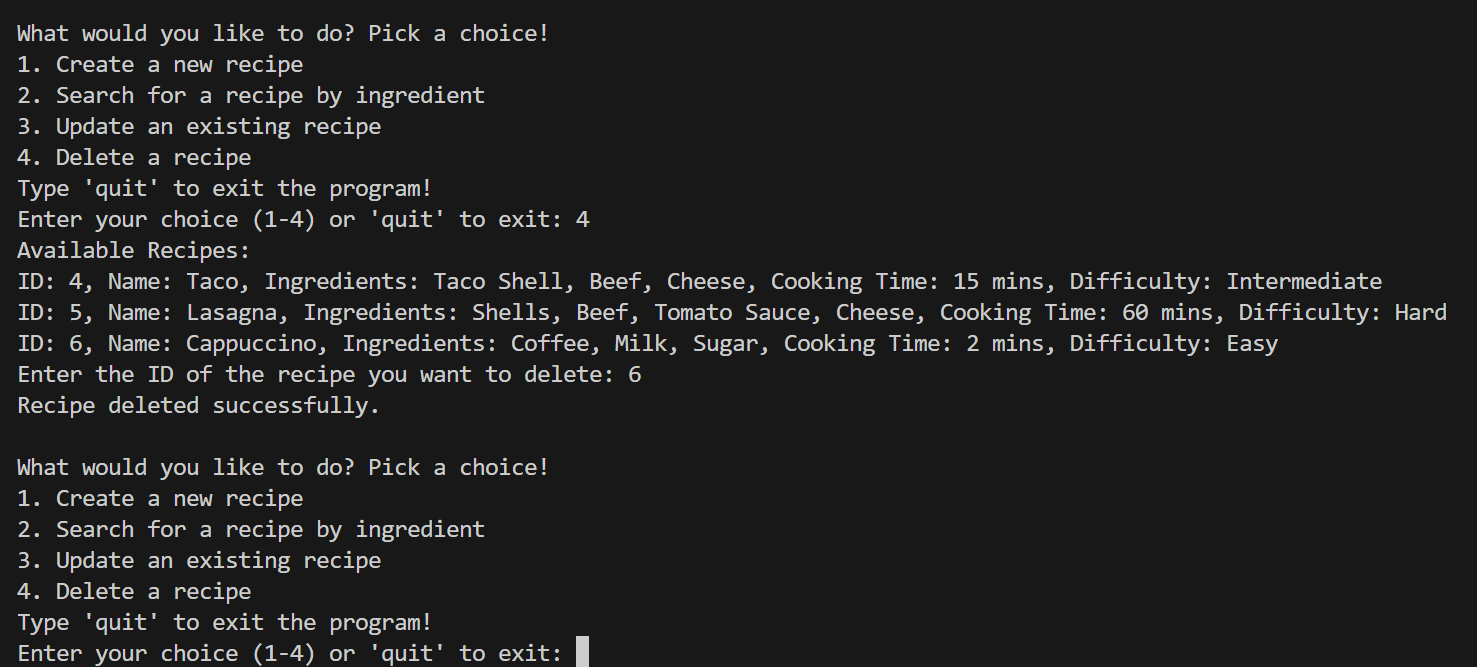 What would you like to do? Pick a choice!
1. Create a new recipe
2. Search for a recipe by ingredient
3. Update an existing recipe
4. Delete a recipe
Type 'quit' to exit the program!
Enter your choice (1-4) or 'quit' to exit: 4
Available Recipes:
ID: 4, Name: Taco, Ingredients: Taco Shell, Beef, Cheese, Cooking Time: 15 mins, Difficulty: Intermediate
ID: 5, Name: Lasagna, Ingredients: Shells, Beef, Tomato Sauce, Cheese, Cooking Time: 60 mins, Difficulty: Hard
ID: 6, Name: Cappuccino, Ingredients: Coffee, Milk, Sugar, Cooking Time: 2 mins, Difficulty: Easy
Enter the ID of the recipe you want to delete: 6
Recipe deleted successfully.
What would you like to do? Pick a choice!
1. Create a new recipe
2. Search for a recipe by ingredient
3. Update an existing recipe
4. Delete a recipe
Type 'quit' to exit the program!
Enter your choice (1-4) or 'quit' to exit: